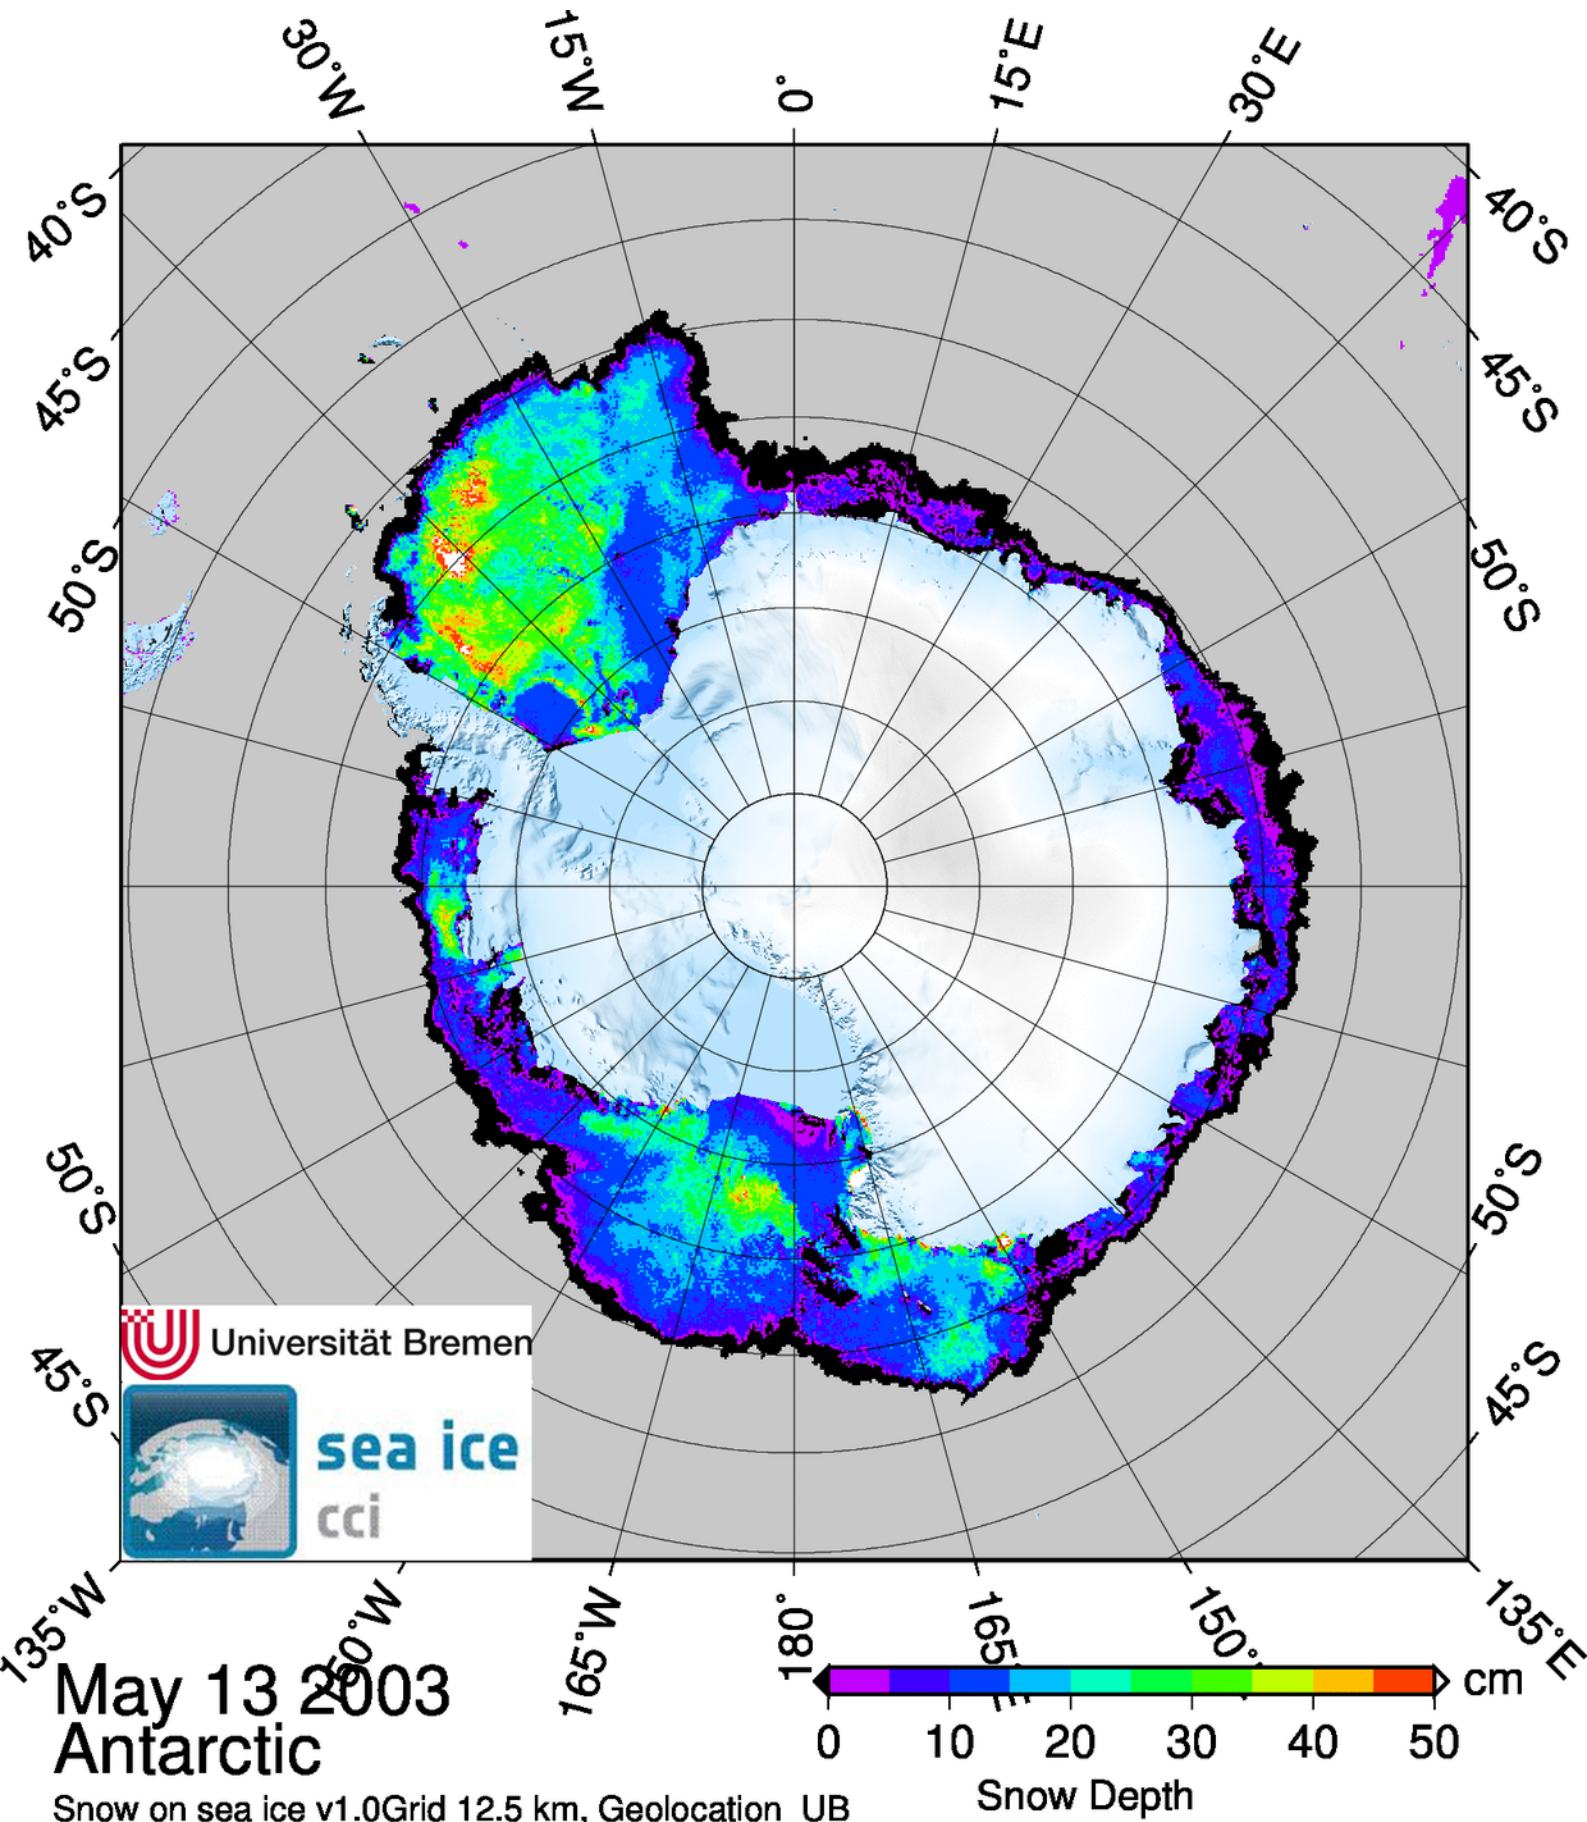 30°W 15°W 0° 15°E 30°E
40°S 40°S
45°S 45°S
50°S 50°S
50°S 50°S
45°S 45°S
Universität Bremen
sea ice
cci
135°W 165°W 180° 165°E 150° 135°E
May 13 2003
Antarctic
Snow on sea ice v1.0Grid 12.5 km, Geolocation UB
cm
0 10 20 30 40 50
Snow Depth